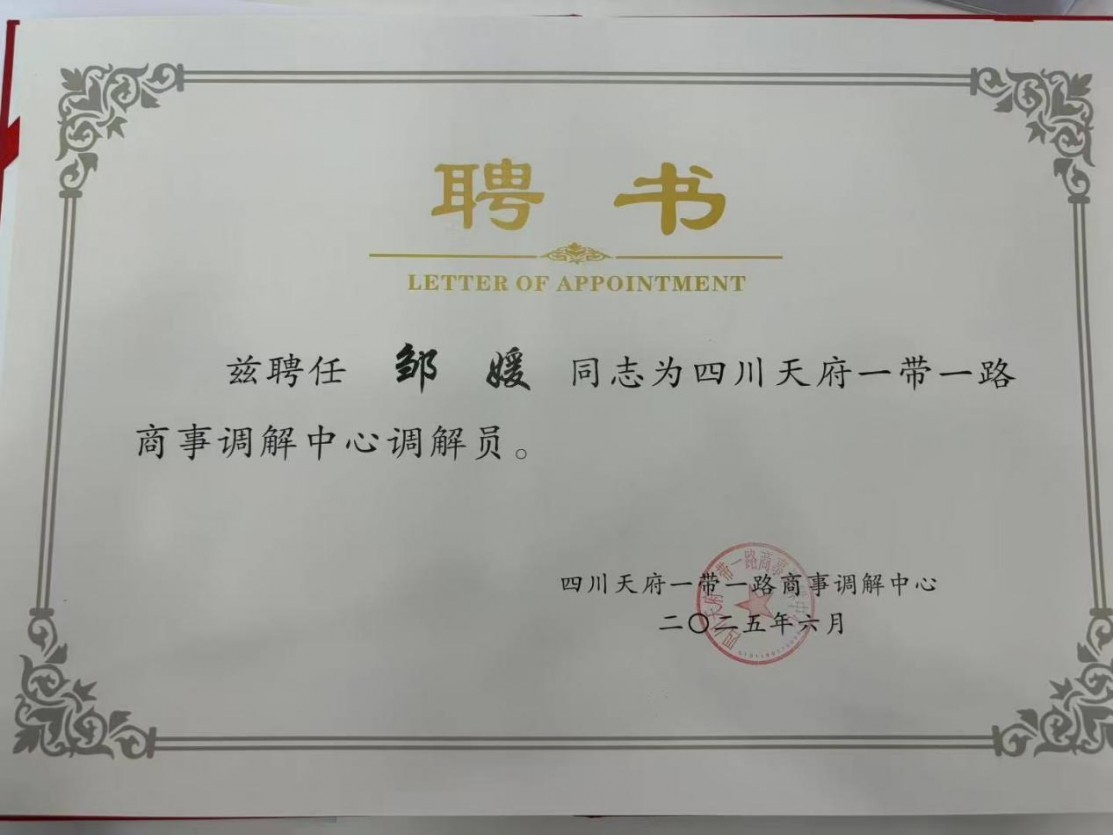 聘书
LETTER OF APPOINTMENT
兹聘任 邹媛 同志为四川天府一带一路
商事调解中心调解员。
四川天府一带一路商事调解中心
二〇二五年六月